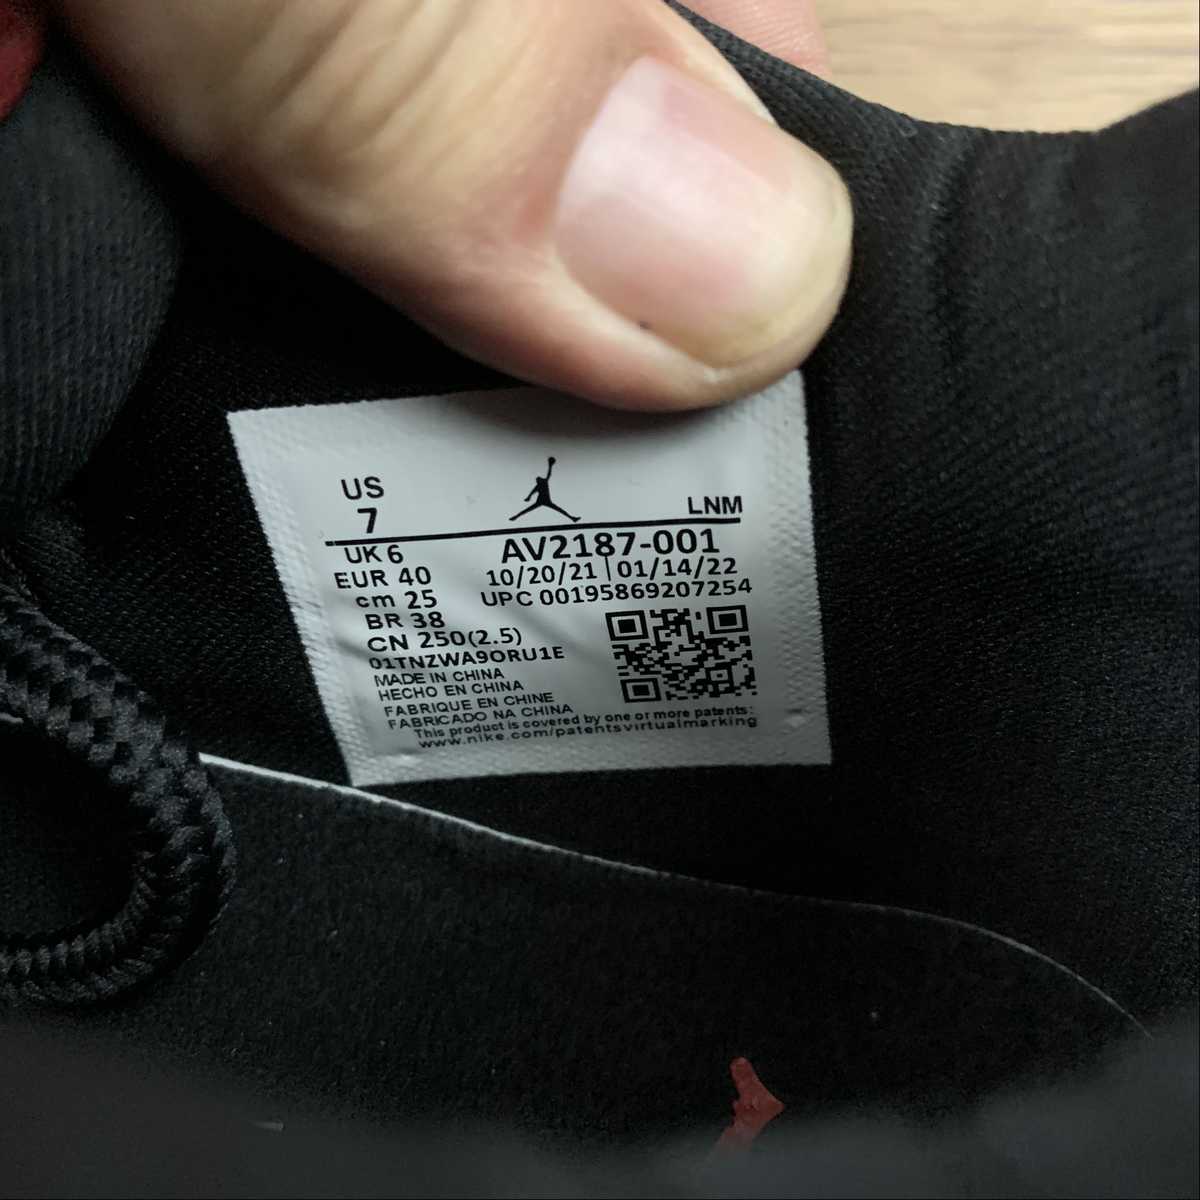 US
7
LNM
UK 6
AV2187-001
EUR 40
10/20/21 | 01/14/22
cm 25
UPC 00195869207254
BR 38
CN 250(2.5)
01TNZWA9ORU1E
MADE IN CHINA
HECHO EN CHINA
FABRIQUE EN CHINE
FABRICADO NA CHINA
This product is covered by one or more patents:
www.nike.com/patentsvirtualmarking